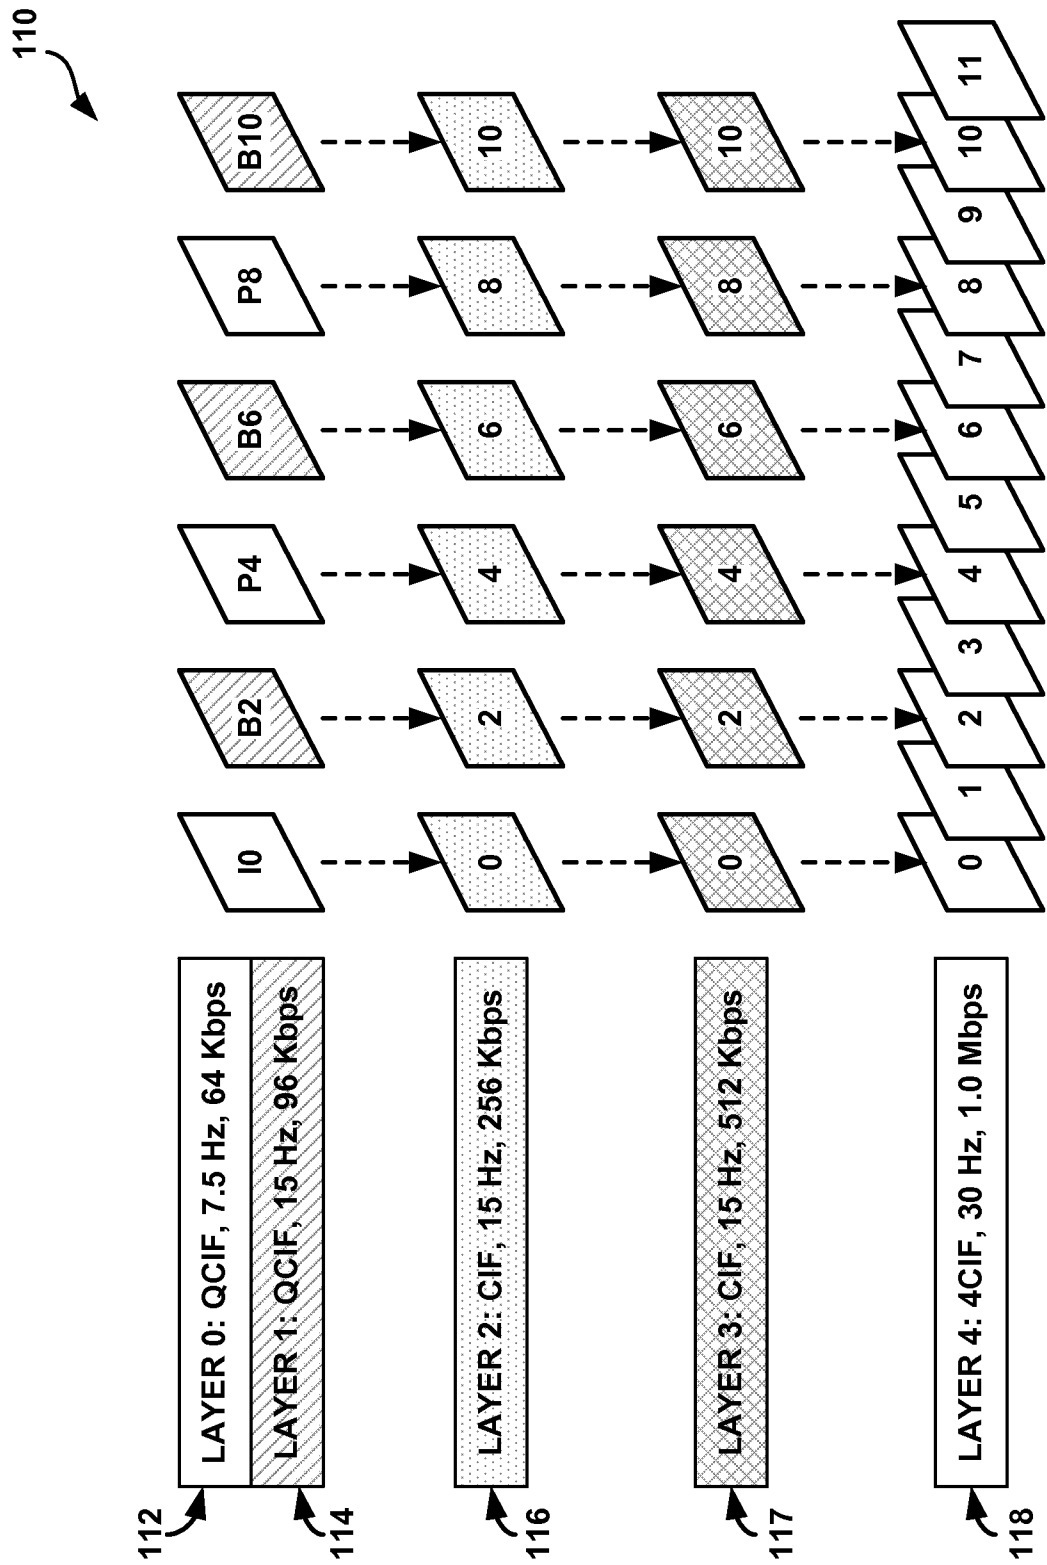 110
112
LAYER 0: QCIF, 7.5 Hz, 64 Kbps
I0
B2
P4
B6
P8
B10
114
LAYER 1: QCIF, 15 Hz, 96 Kbps
116
LAYER 2: CIF, 15 Hz, 256 Kbps
0
2
4
6
8
10
117
LAYER 3: CIF, 15 Hz, 512 Kbps
0
2
4
6
8
10
118
LAYER 4: 4CIF, 30 Hz, 1.0 Mbps
0
1
2
3
4
5
6
7
8
9
10
11